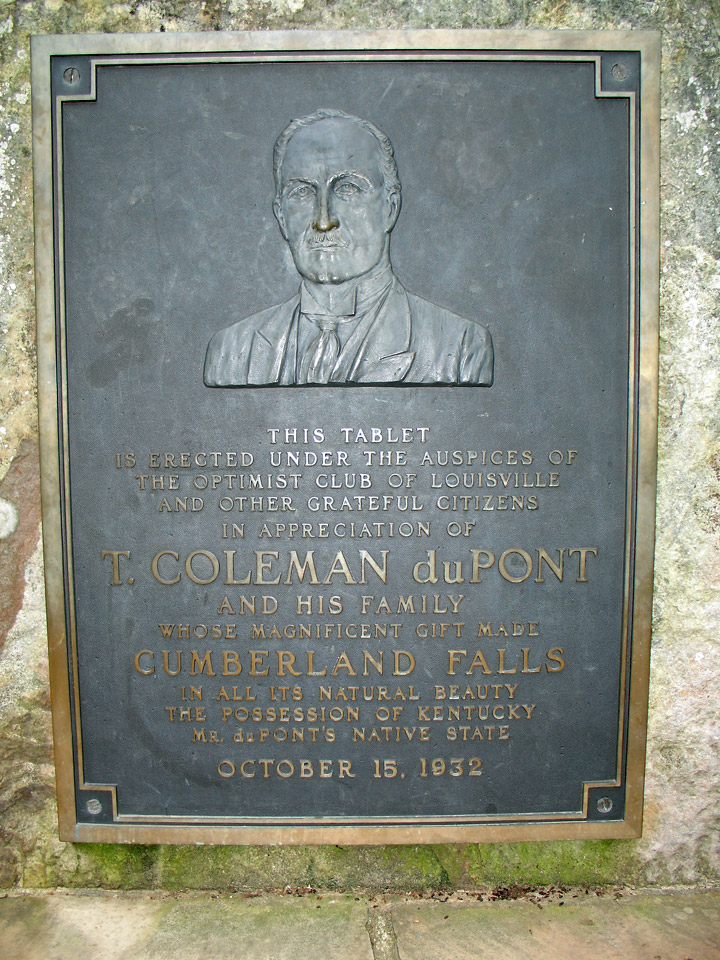 THIS TABLET
IS ERECTED UNDER THE AUSPICES OF
THE OPTIMIST CLUB OF LOUISVILLE
AND OTHER GRATEFUL CITIZENS
IN APPRECIATION OF
T. COLEMAN duPONT
AND HIS FAMILY
WHOSE MAGNIFICENT GIFT MADE
CUMBERLAND FALLS
IN ALL ITS NATURAL BEAUTY
THE POSSESSION OF KENTUCKY
MR. duPONT'S NATIVE STATE
OCTOBER 15, 1932